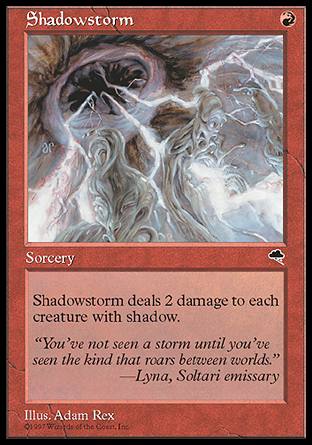 Shadowstorm
Sorcery
Shadowstorm deals 2 damage to each
creature with shadow.
"You've not seen a storm until you've
seen the kind that roars between worlds."
—Lyna, Soltari emissary
Illus. Adam Rex
©1997 Wizards of the Coast, Inc.